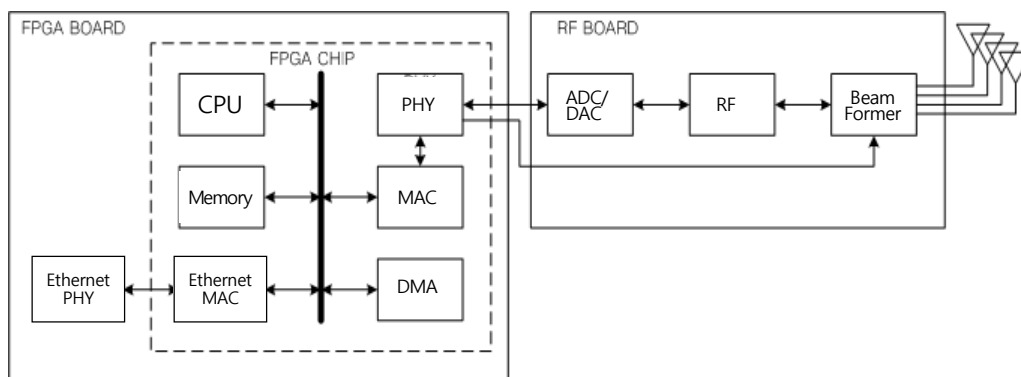 FPGA BOARD
RF BOARD
FPGA CHIP
CPU
PHY
ADC/
DAC
RF
Beam
Former
Memory
MAC
Ethernet
PHY
Ethernet
MAC
DMA